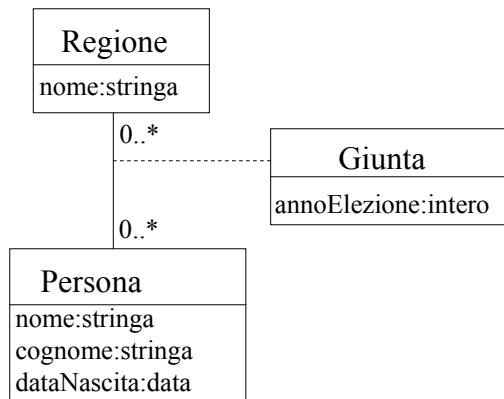 Regione
nome:stringa
0..*
Giunta
annoElezione:intero
0..*
Persona
nome:stringa
cognome:stringa
dataNascita:data